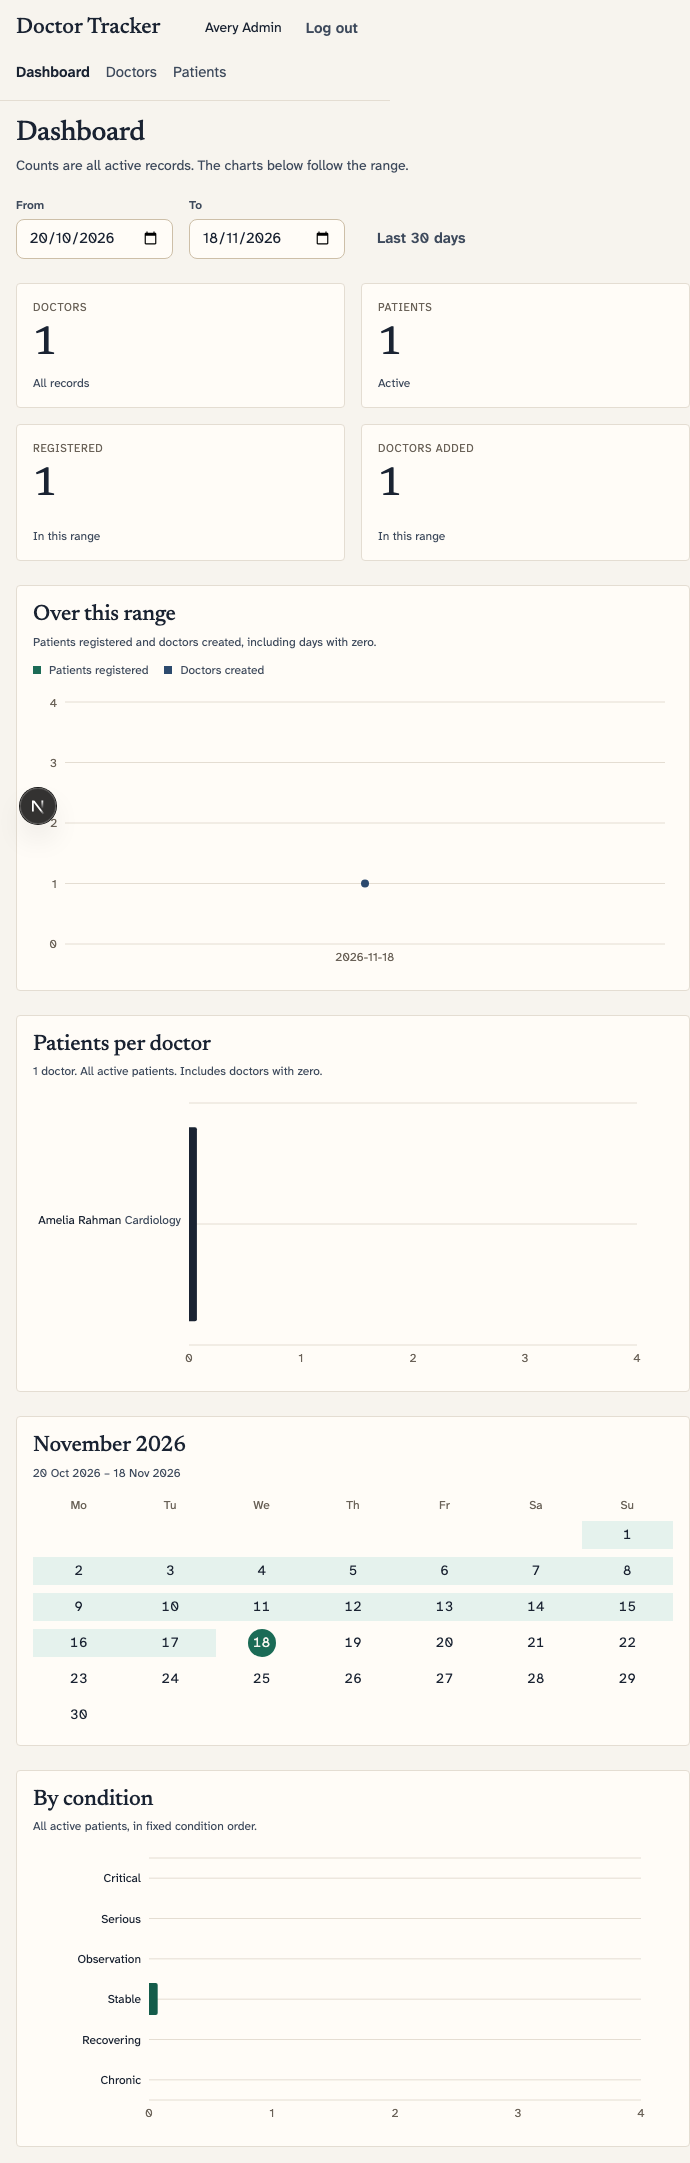 Doctor Tracker
Avery Admin
Log out
Dashboard Doctors Patients
Dashboard
Counts are all active records. The charts below follow the range.
From To
20/10/2026 18/11/2026 Last 30 days
DOCTORS
1
All records
PATIENTS
1
Active
REGISTERED
1
In this range
DOCTORS ADDED
1
In this range
Over this range
Patients registered and doctors created, including days with zero.
Patients registered Doctors created
4
3
N
2
1
0
2026-11-18
Patients per doctor
1 doctor. All active patients. Includes doctors with zero.
Amelia Rahman Cardiology
0 1 2 3 4
November 2026
20 Oct 2026 – 18 Nov 2026
Mo Tu We Th Fr Sa Su
1
2 3 4 5 6 7 8
9 10 11 12 13 14 15
16 17 18 19 20 21 22
23 24 25 26 27 28 29
30
By condition
All active patients, in fixed condition order.
Critical
Serious
Observation
Stable
Recovering
Chronic
0 1 2 3 4